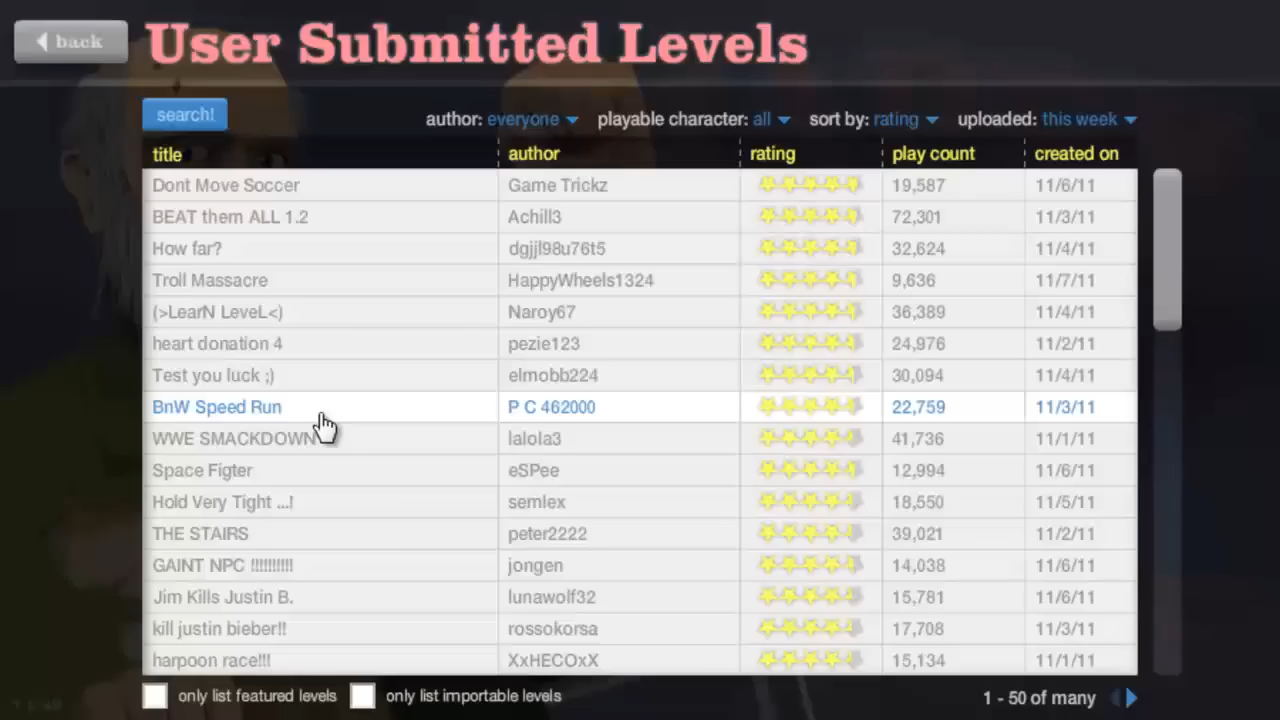 back
User Submitted Levels
search!
author: everyone playable character: all sort by: rating uploaded: this week
title author rating play count created on
Dont Move Soccer Game Trickz 19,587 11/6/11
BEAT them ALL 1.2 Achill3 72,301 11/3/11
How far? dgjjl98u76t5 32,624 11/4/11
Troll Massacre HappyWheels1324 9,636 11/7/11
(>LearN LeveL<) Naroy67 36,389 11/4/11
heart donation 4 pezie123 24,976 11/2/11
Test you luck ;) elmobb224 30,094 11/4/11
BnW Speed Run P C 462000 22,759 11/3/11
WWE SMACKDOWN lalola3 41,736 11/1/11
Space Figter eSPee 12,994 11/6/11
Hold Very Tight ...! semlex 18,550 11/5/11
THE STAIRS peter2222 39,021 11/2/11
GAINT NPC !!!!!!!!!! jongen 14,038 11/6/11
Jim Kills Justin B. lunawolf32 15,781 11/6/11
kill justin bieber!! rossokorsa 17,708 11/3/11
harpoon race!!! XxHECOxX 15,134 11/1/11
only list featured levels only list importable levels 1 - 50 of many